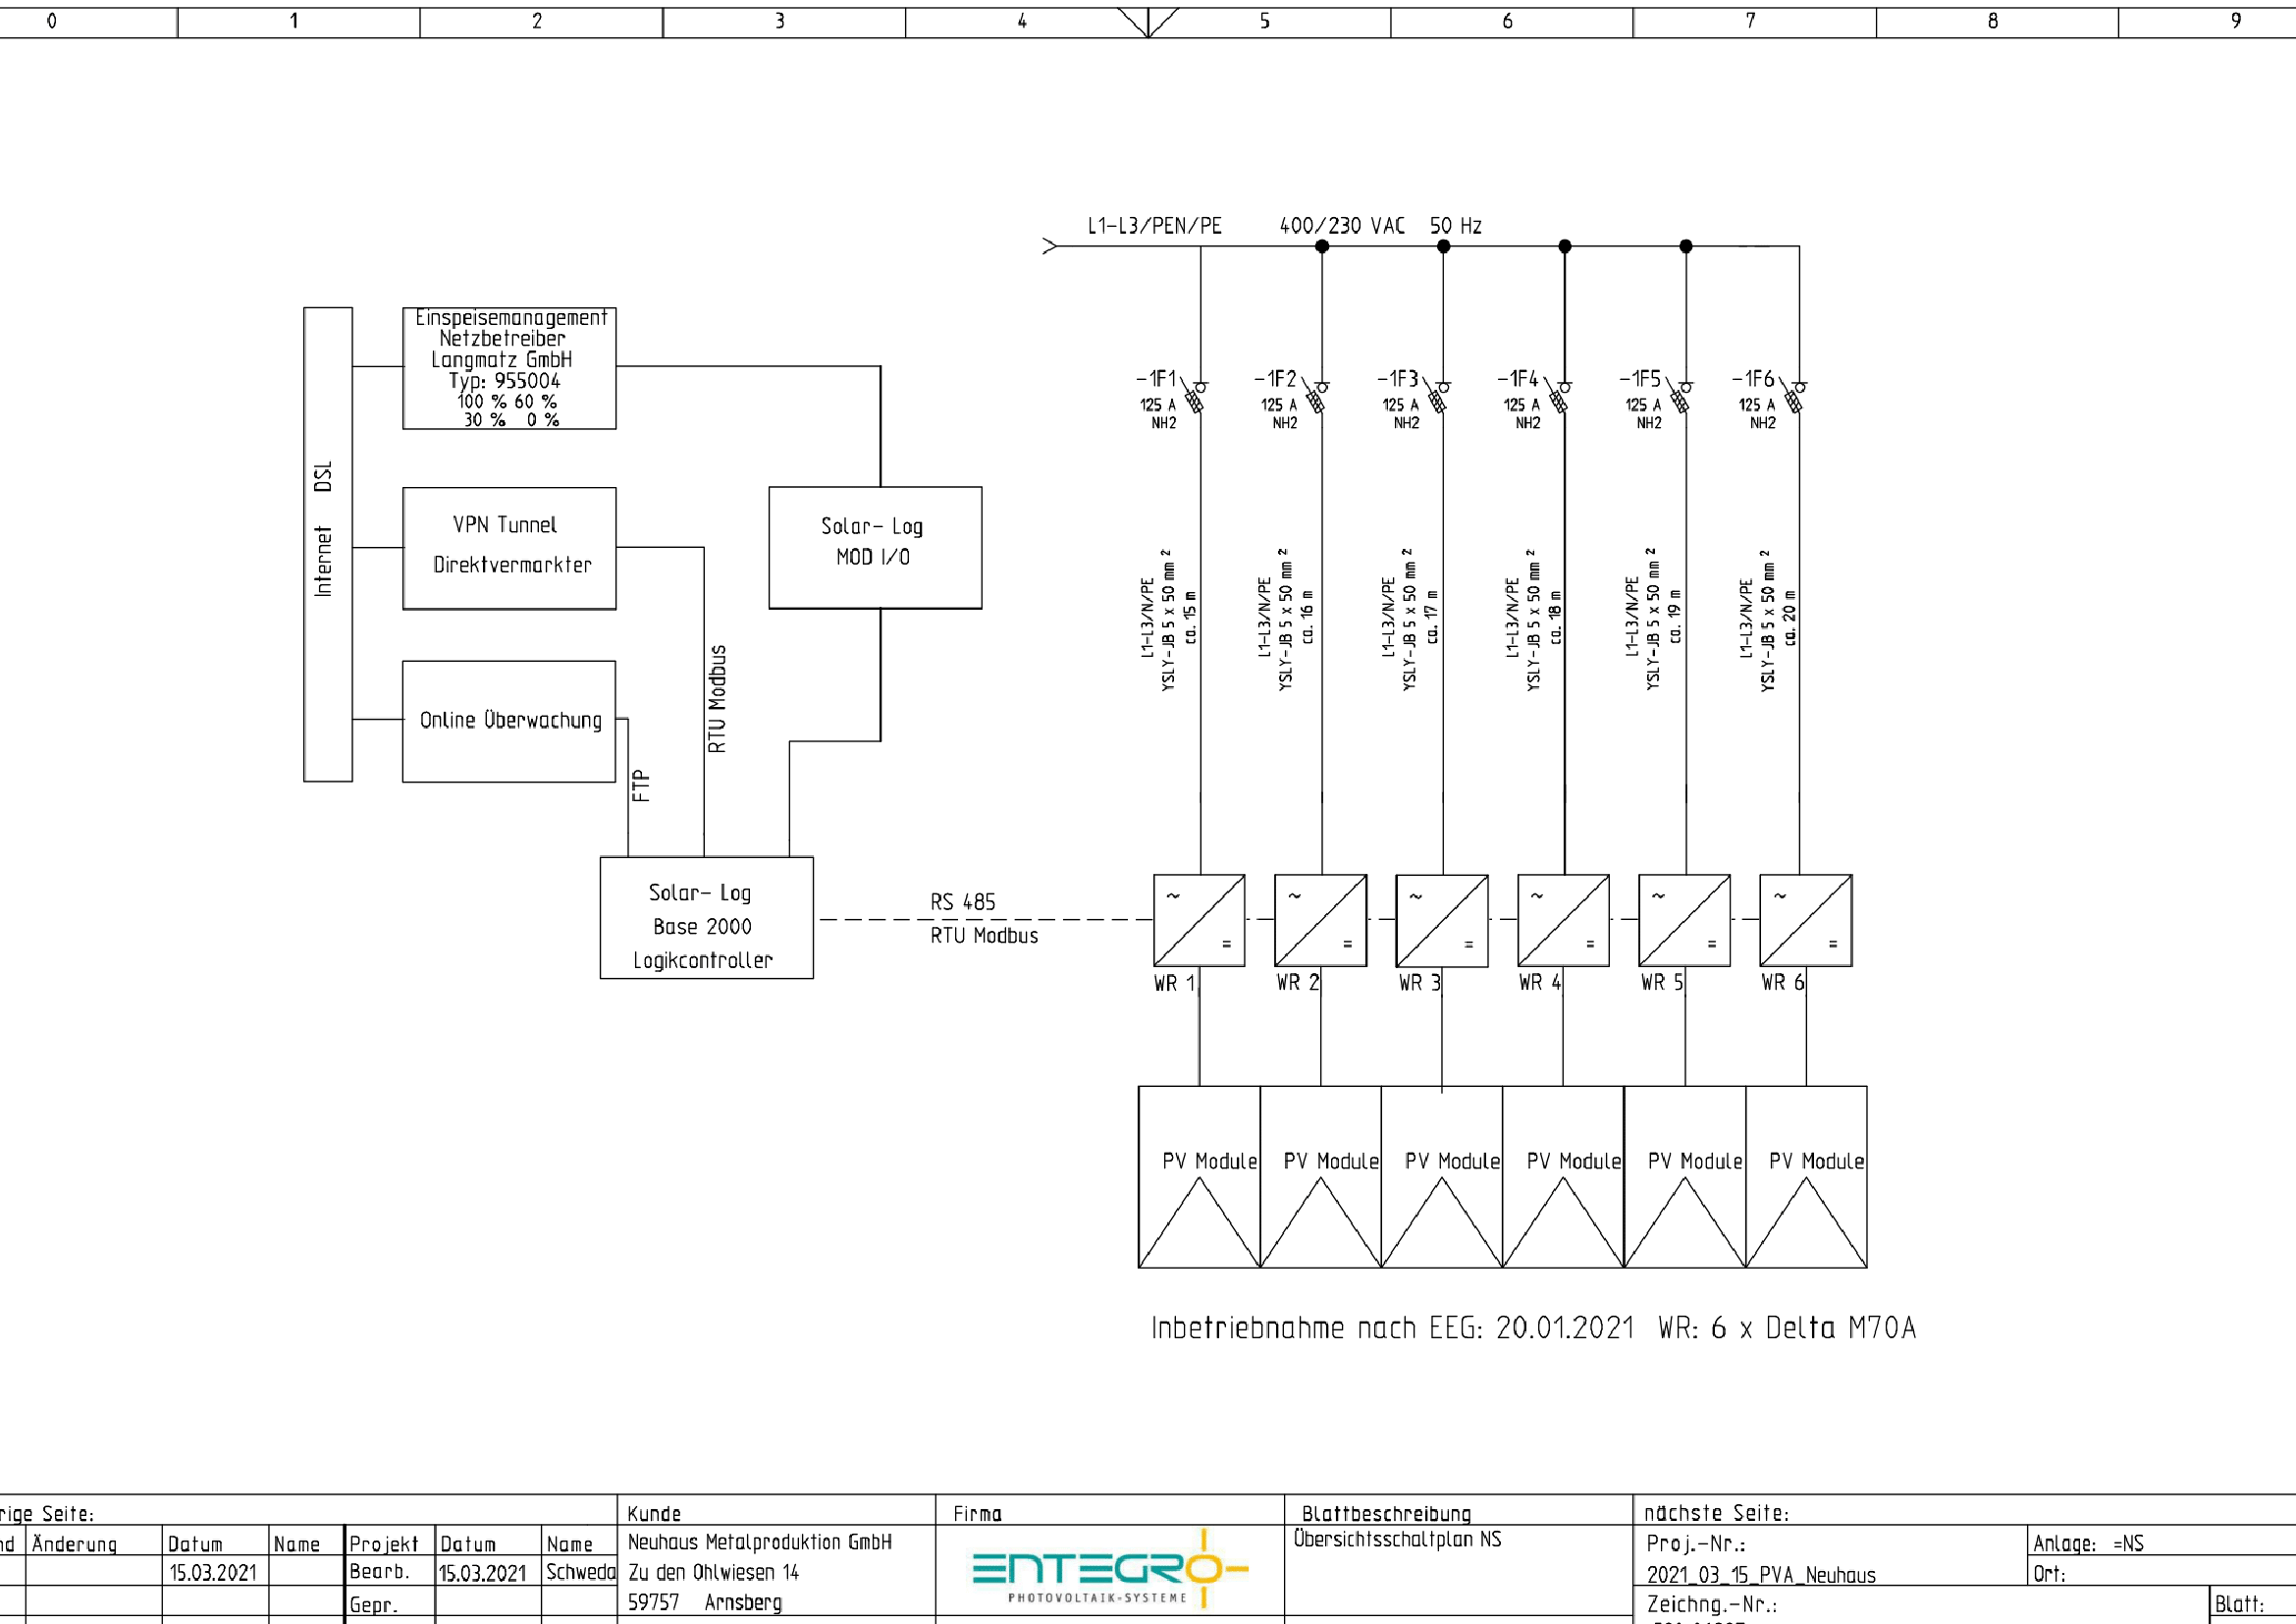 0 1 2 3 4 5 6 7 8 9
L1-L3/PEN/PE 400/230 VAC 50 Hz
Einspeisemanagement
Netzbetreiber
Langmatz GmbH
Typ: 955004
100 % 60 %
30 % 0 %
Internet DSL
VPN Tunnel
Direktvermarkter
Online Überwachung
Solar- Log
MOD I/O
RTU Modbus
FTP
Solar- Log
Base 2000
Logikcontroller
RS 485
RTU Modbus
-1F1
125 A
NH2
-1F2
125 A
NH2
-1F3
125 A
NH2
-1F4
125 A
NH2
-1F5
125 A
NH2
-1F6
125 A
NH2
L1-L3/N/PE
YSLY-JB 5 x 50 mm ²
ca. 15 m
L1-L3/N/PE
YSLY-JB 5 x 50 mm ²
ca. 16 m
L1-L3/N/PE
YSLY-JB 5 x 50 mm ²
ca. 17 m
L1-L3/N/PE
YSLY-JB 5 x 50 mm ²
ca. 18 m
L1-L3/N/PE
YSLY-JB 5 x 50 mm ²
ca. 19 m
L1-L3/N/PE
YSLY-JB 5 x 50 mm ²
ca. 20 m
WR 1 WR 2 WR 3 WR 4 WR 5 WR 6
PV Module PV Module PV Module PV Module PV Module PV Module
Inbetriebnahme nach EEG: 20.01.2021 WR: 6 x Delta M70A
Seite:
Änderung
Datum
Name
Projekt
Datum
Name
15.03.2021
Bearb.
15.03.2021
Schweda
Gepr.
Kunde
Neuhaus Metalproduktion GmbH
Zu den Ohlwiesen 14
59757 Arnsberg
Firma
ENTEGRO
PHOTOVOLTAIK-SYSTEME
Blattbeschreibung
Übersichtsschaltplan NS
nächste Seite:
Proj.-Nr.:
2021_03_15_PVA_Neuhaus
Zeichng.-Nr.:
Anlage: =NS
Ort:
Blatt: